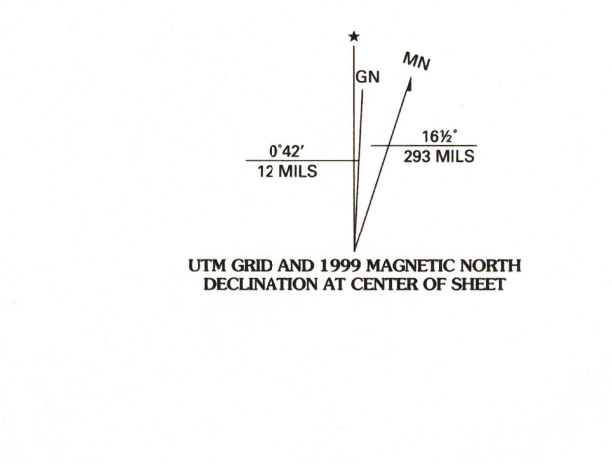 ★
GN
MN
0°42'
12 MILS
16½°
293 MILS
UTM GRID AND 1999 MAGNETIC NORTH
DECLINATION AT CENTER OF SHEET